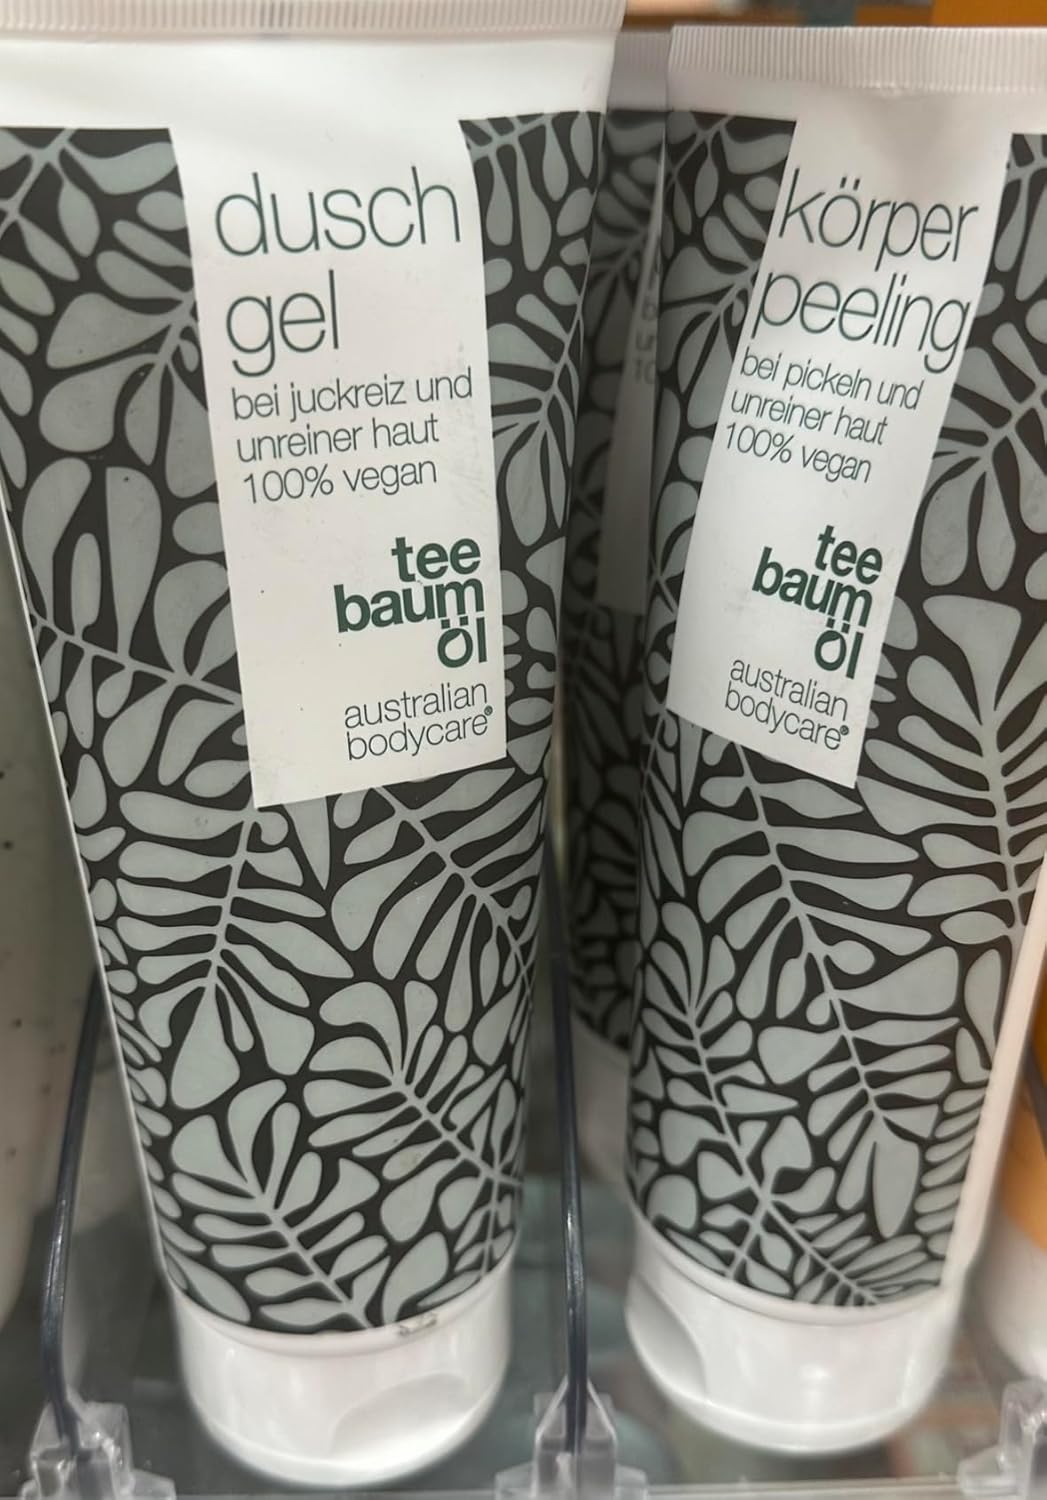 dusch
gel
bei juckreiz und
unreiner haut
100% vegan
tee
baum
öl
australian
bodycare®
körper
peeling
bei pickeln und
unreiner haut
100% vegan
tee
baum
öl
australian
bodycare®